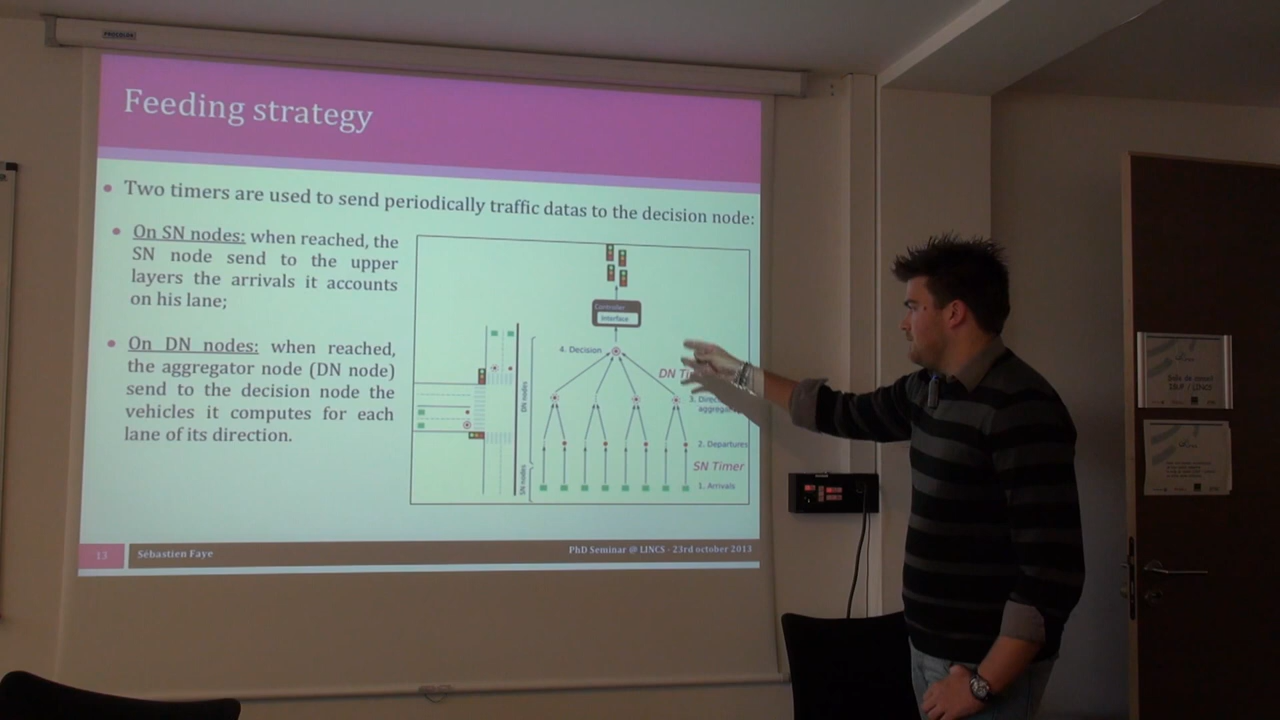 PROCOLOR
Feeding strategy
• Two timers are used to send periodically traffic datas to the decision node:
• On SN nodes: when reached, the
SN node send to the upper
layers the arrivals it accounts
on his lane;
• On DN nodes: when reached,
the aggregator node (DN node)
send to the decision node the
vehicles it computes for each
lane of its direction.
Controller
Interface
4. Decision
DN
3.
2. Departures
SN Timer
1. Arrivals
DN nodes
SN nodes
13
Sébastien Faye
PhD Seminar @ LINCS - 23rd october 2013